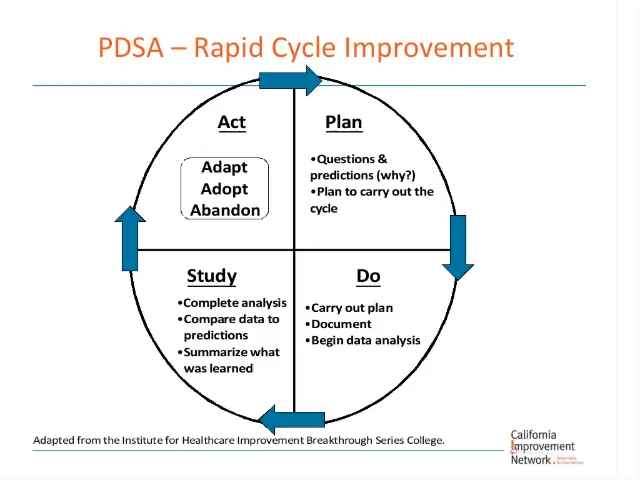 PDSA – Rapid Cycle Improvement
Act
Adapt
Adopt
Abandon
Plan
•Questions &
predictions (why?)
•Plan to carry out the
cycle
Study
•Complete analysis
•Compare data to
predictions
•Summarize what
was learned
Do
•Carry out plan
•Document
•Begin data analysis
Adapted from the Institute for Healthcare Improvement Breakthrough Series College.
California
Improvement
Network